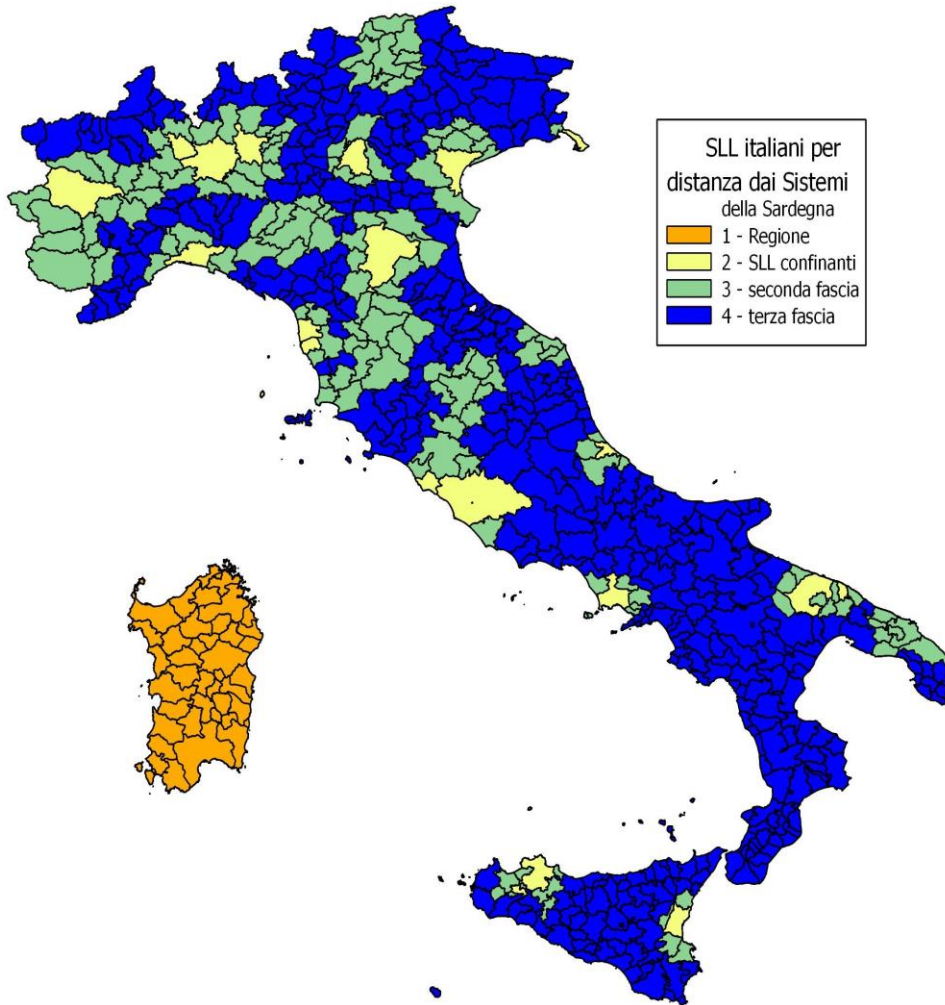 SLL italiani per
distanza dai Sistemi
della Sardegna
1 - Regione
2 - SLL confinanti
3 - seconda fascia
4 - terza fascia